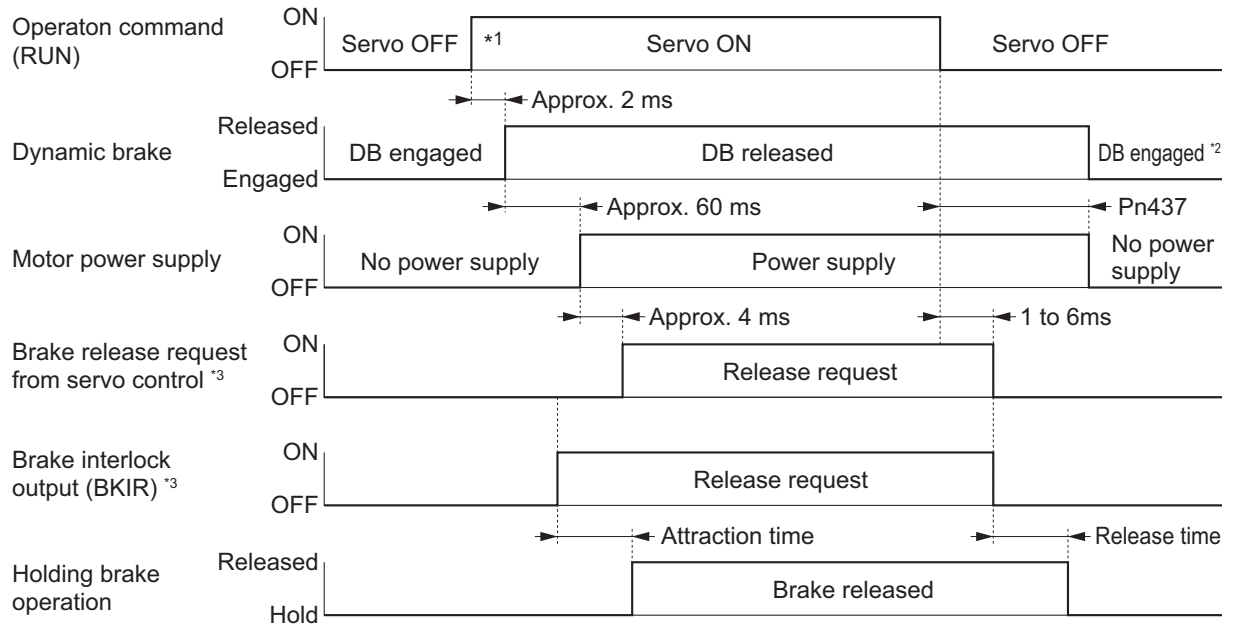 Operaton command
(RUN)
ON
OFF
Servo OFF
*1
Servo ON
Servo OFF
Approx. 2 ms
Dynamic brake
Released
Engaged
DB engaged
DB released
DB engaged *2
Approx. 60 ms
Pn437
Motor power supply
ON
OFF
No power supply
Power supply
No power
supply
Approx. 4 ms
1 to 6ms
Brake release request
from servo control *3
ON
OFF
Release request
Brake interlock
output (BKIR) *3
ON
OFF
Release request
Attraction time
Release time
Holding brake
operation
Released
Hold
Brake released